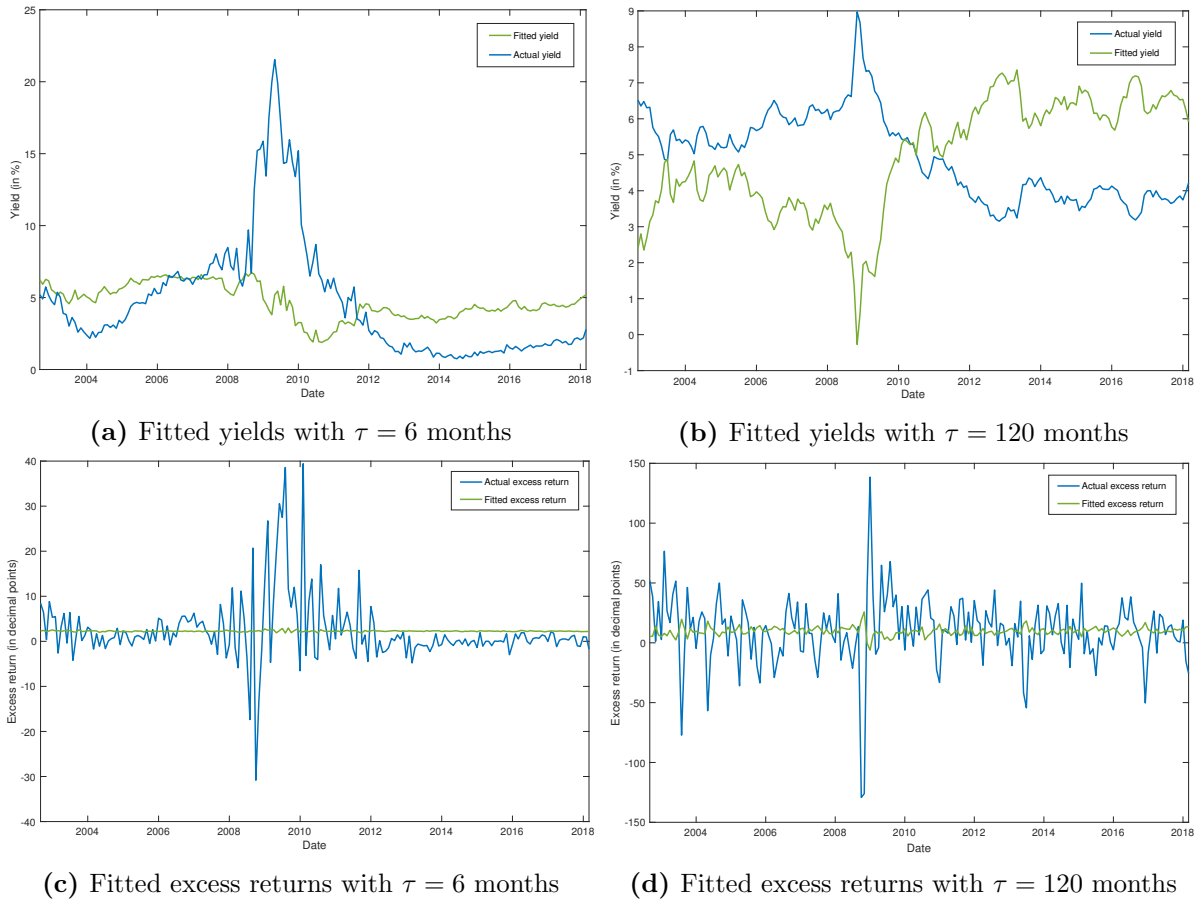 25
20
15
10
5
0
Yield (in %)
Fitted yield
Actual yield
2004 2006 2008 2010 2012 2014 2016 2018
Date
(a) Fitted yields with τ = 6 months
9
8
7
6
5
4
3
2
1
0
-1
Yield (in %)
Actual yield
Fitted yield
2004 2006 2008 2010 2012 2014 2016 2018
Date
(b) Fitted yields with τ = 120 months
40
30
20
10
0
-10
-20
-30
-40
Excess return (in decimal points)
Actual excess return
Fitted excess return
2004 2006 2008 2010 2012 2014 2016 2018
Date
(c) Fitted excess returns with τ = 6 months
150
100
50
0
-50
-100
-150
Excess return (in decimal points)
Actual excess return
Fitted excess return
2004 2006 2008 2010 2012 2014 2016 2018
Date
(d) Fitted excess returns with τ = 120 months